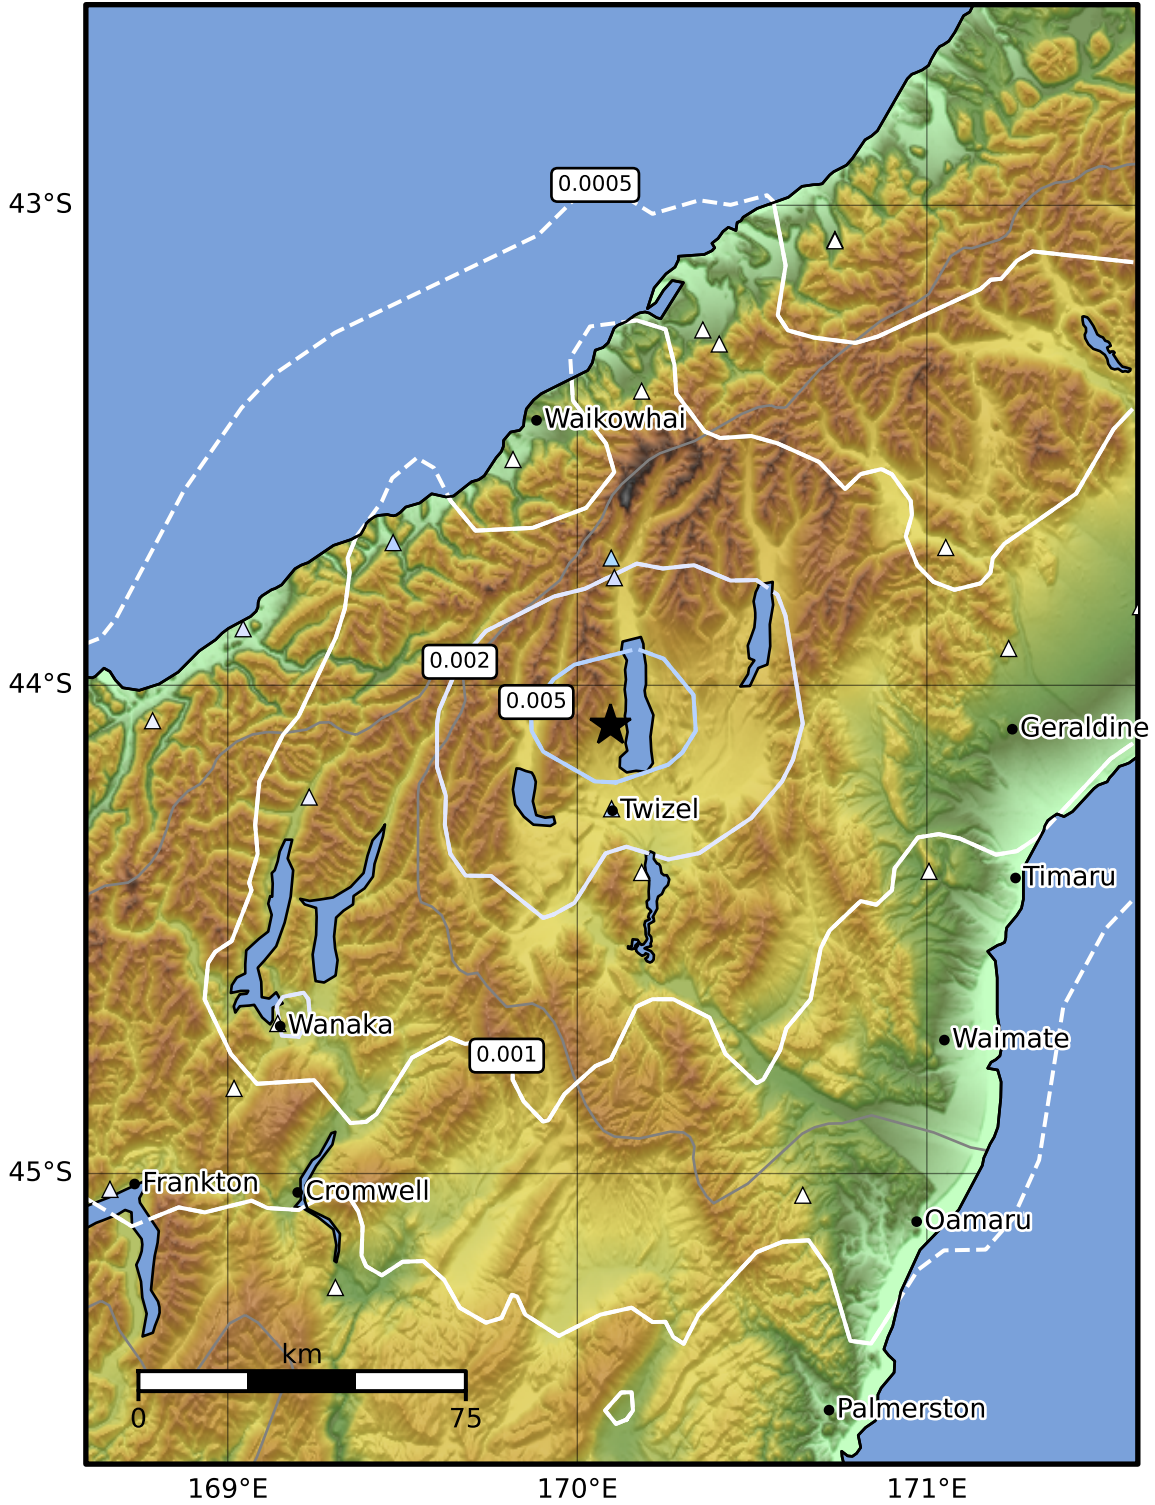 0.0005
43°S
Waikowhai
0.002
44°S
0.005
Geraldine
Twizel
Timaru
Wanaka
Waimate
0.001
45°S
Frankton
Cromwell
Oamaru
km
0
75
Palmerston
169°E
170°E
171°E